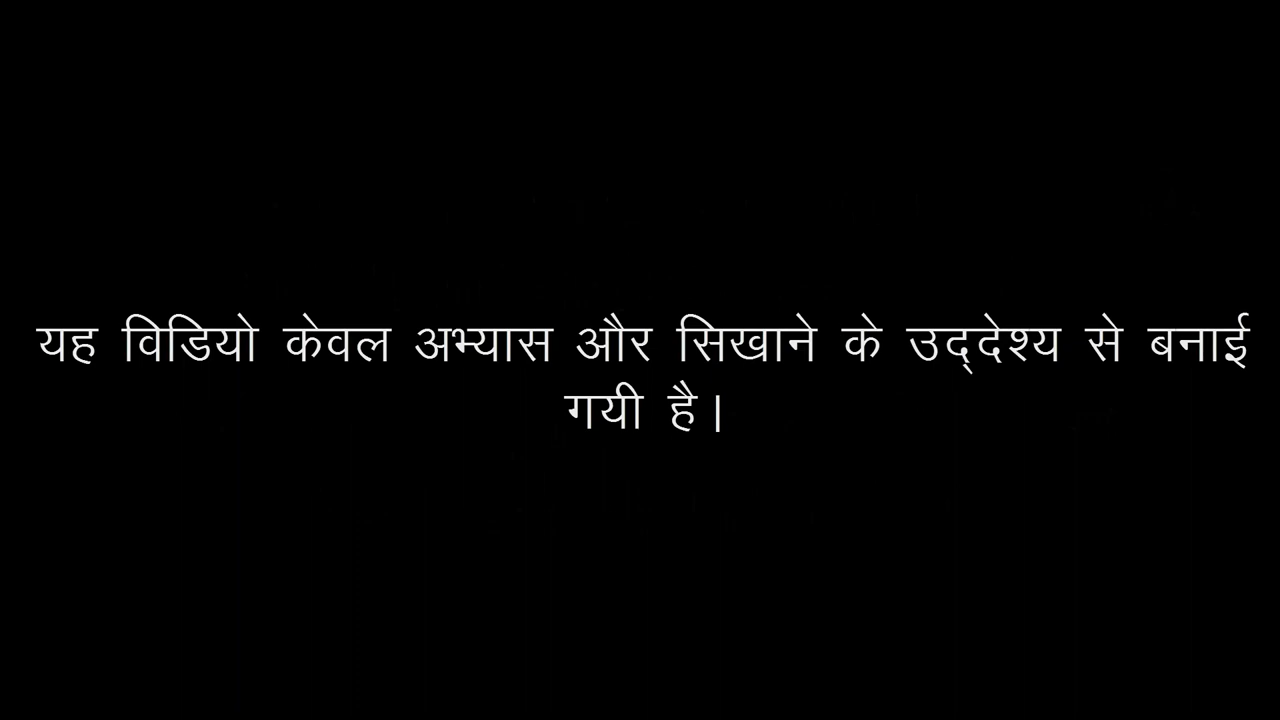 यह विडियो केवल अभ्यास और सिखाने के उद्‌देश्य से बनाई
गयी है।